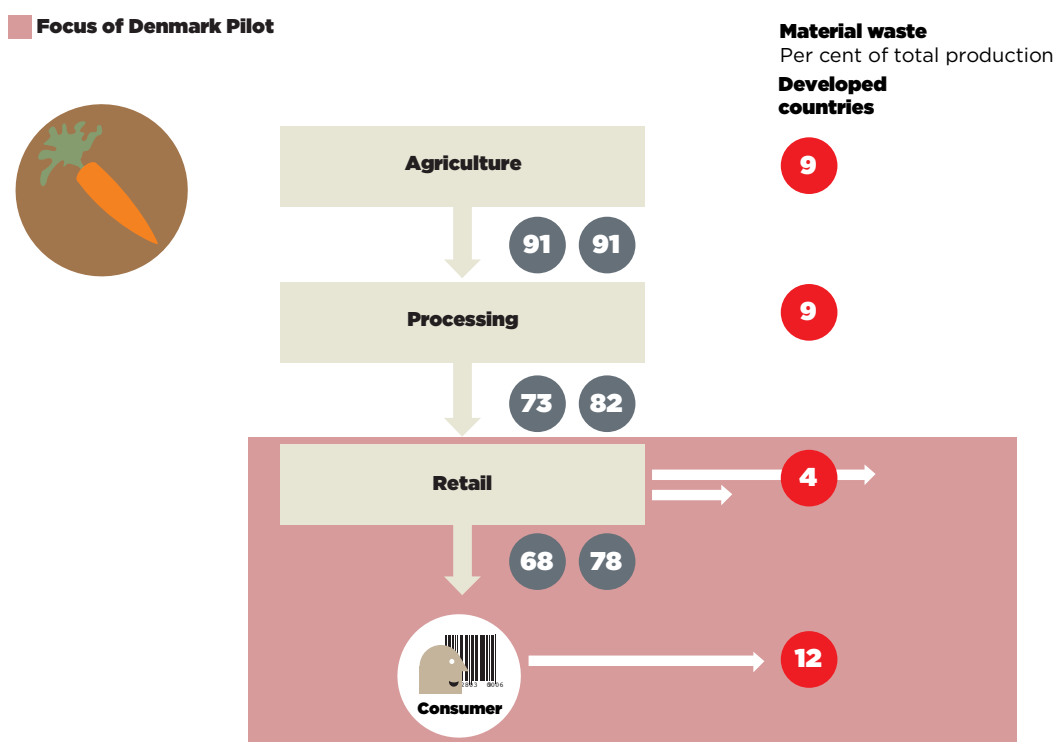 Focus of Denmark Pilot
Material waste
Per cent of total production
Developed
countries
Agriculture
9
91 91
Processing
9
73 82
Retail
4
68 78
12
Consumer